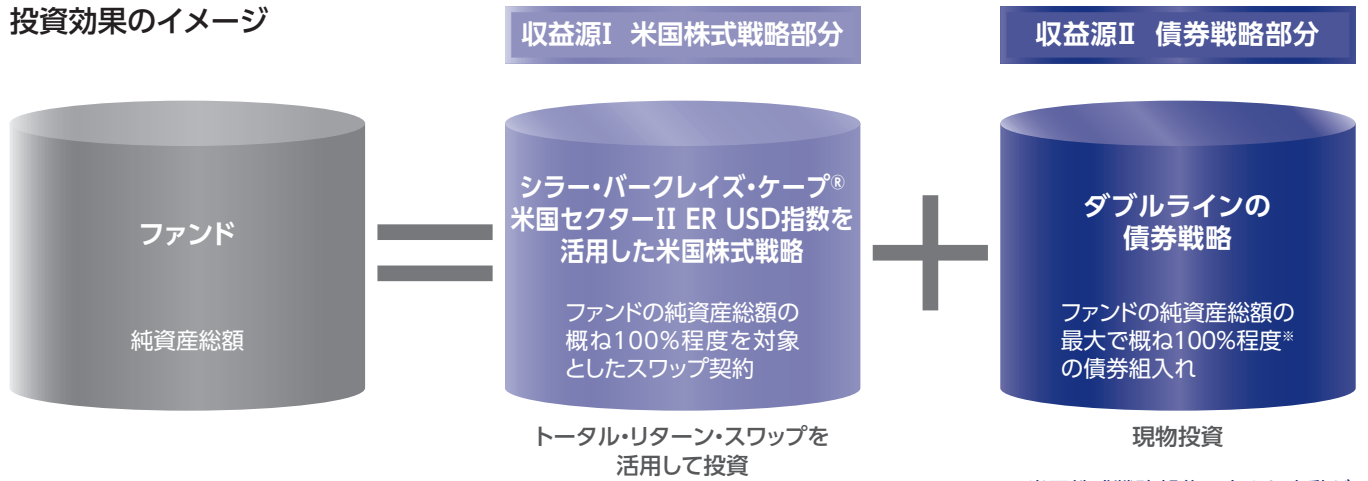 投資効果のイメージ
収益源Ⅰ 米国株式戦略部分
収益源Ⅱ 債券戦略部分
ファンド
純資産総額
シラー・バークレイズ・ケープ®
米国セクターII ER USD指数を
活用した米国株式戦略
ファンドの純資産総額の
概ね100%程度を対象
としたスワップ契約
トータル・リターン・スワップを
活用して投資
ダブルラインの
債券戦略
ファンドの純資産総額の
最大で概ね100%程度※
の債券組入れ
現物投資